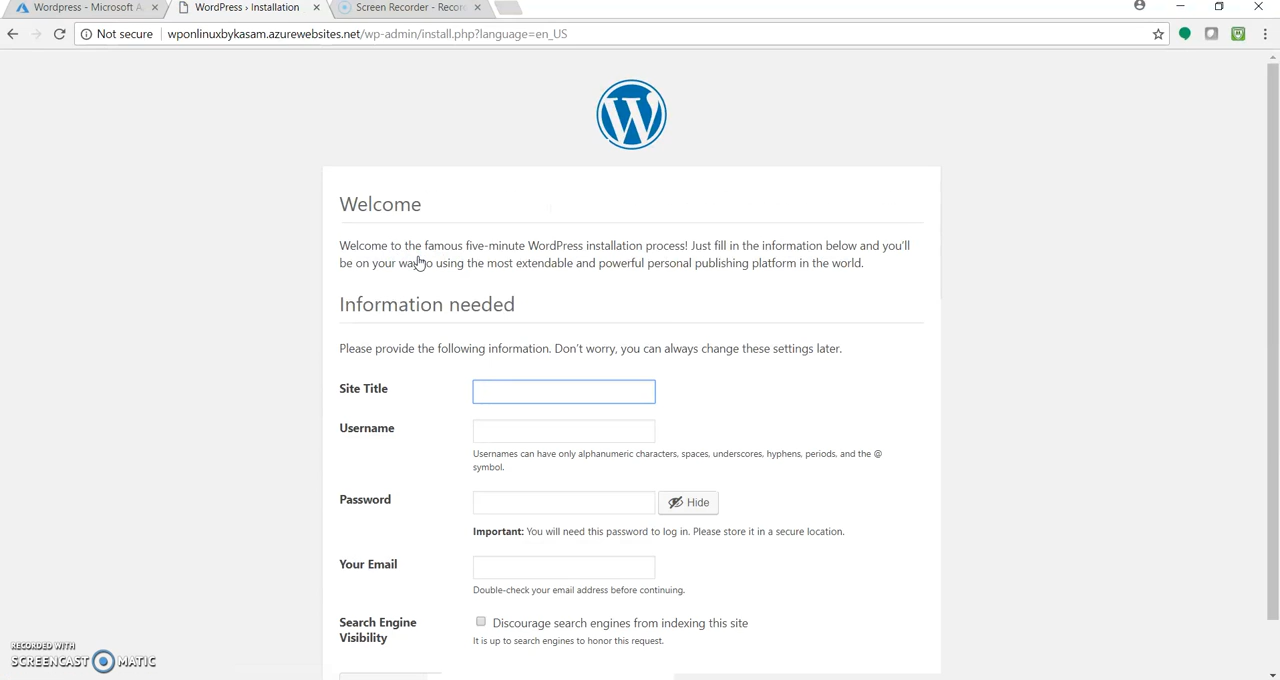 Wordpress - Microsoft A
WordPress › Installation
Screen Recorder - Recor
Not secure
wponlinuxbykasam.azurewebsites.net/wp-admin/install.php?language=en_US
Welcome
Welcome to the famous five-minute WordPress installation process! Just fill in the information below and you'll
be on your way to using the most extendable and powerful personal publishing platform in the world.
Information needed
Please provide the following information. Don't worry, you can always change these settings later.
Site Title
Username
Usernames can have only alphanumeric characters, spaces, underscores, hyphens, periods, and the @
symbol.
Password
Hide
Important: You will need this password to log in. Please store it in a secure location.
Your Email
Double-check your email address before continuing.
Search Engine
Visibility
Discourage search engines from indexing this site
It is up to search engines to honor this request.
RECORDED WITH
SCREENCAST MATIC